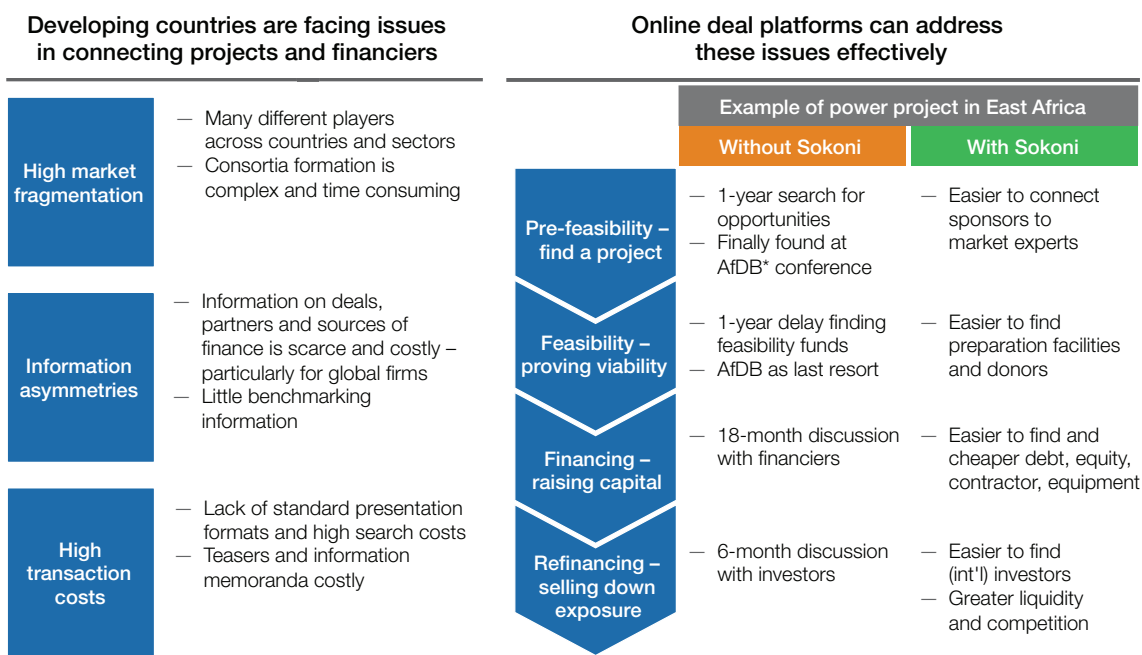 Developing countries are facing issues
in connecting projects and financiers
High market
fragmentation
— Many different players
across countries and sectors
— Consortia formation is
complex and time consuming
Information
asymmetries
— Information on deals,
partners and sources of
finance is scarce and costly –
particularly for global firms
— Little benchmarking
information
High
transaction
costs
— Lack of standard presentation
formats and high search costs
— Teasers and information
memoranda costly
Online deal platforms can address
these issues effectively
Example of power project in East Africa
Without Sokoni
With Sokoni
Pre-feasibility –
find a project
— 1-year search for
opportunities
— Finally found at
AfDB* conference
— Easier to connect
sponsors to
market experts
Feasibility –
proving viability
— 1-year delay finding
feasibility funds
— AfDB as last resort
— Easier to find
preparation facilities
and donors
Financing –
raising capital
— 18-month discussion
with financiers
— Easier to find and
cheaper debt, equity,
contractor, equipment
Refinancing –
selling down
exposure
— 6-month discussion
with investors
— Easier to find
(int'l) investors
— Greater liquidity
and competition